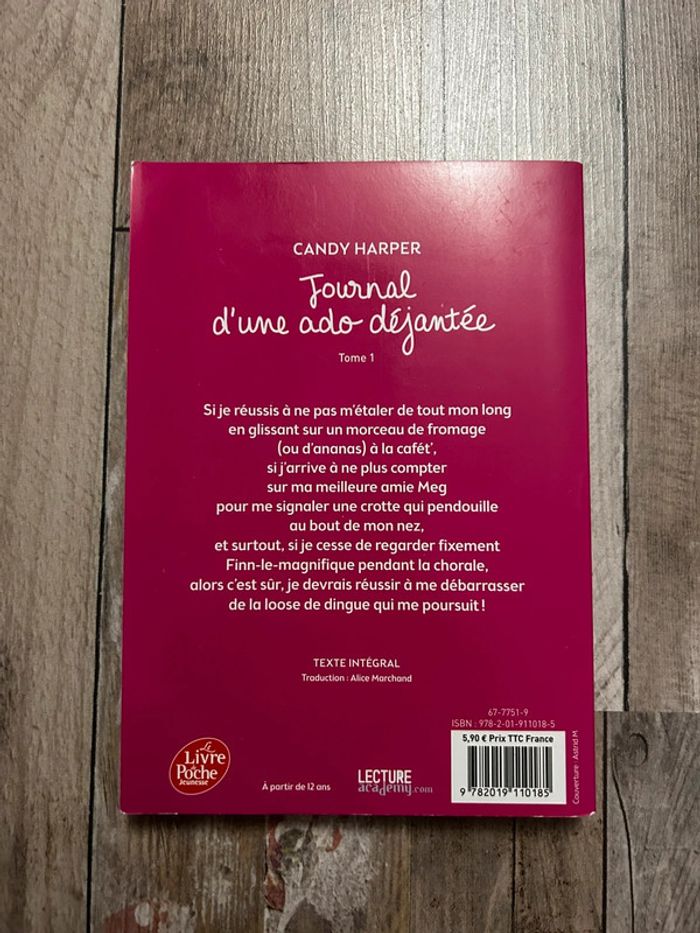 CANDY HARPER
Journal
d'une ado déjantée
Tome 1
Si je réussis à ne pas m'étaler de tout mon long
en glissant sur un morceau de fromage
(ou d'ananas) à la cafét',
si j'arrive à ne plus compter
sur ma meilleure amie Meg
pour me signaler une crotte qui pendouille
au bout de mon nez,
et surtout, si je cesse de regarder fixement
Finn-le-magnifique pendant la chorale,
alors c'est sûr, je devrais réussir à me débarrasser
de la loose de dingue qui me poursuit !
TEXTE INTÉGRAL
Traduction : Alice Marchand
67-7751-9
ISBN : 978-2-01-911018-5
5,90 € Prix TTC France
9 782019 110185
Couverture : Astrid M
Le
Livre
de
Poche
Jeunesse
À partir de 12 ans
LECTURE
academy.com